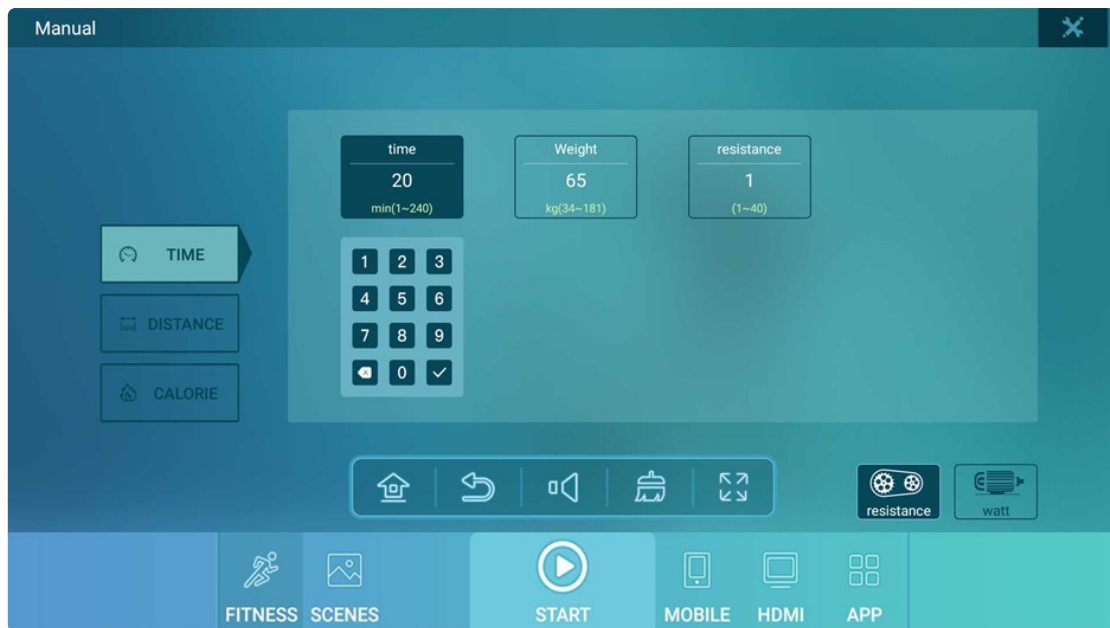 Manual
time
20
min(1~240)
Weight
65
kg(34~181)
resistance
1
(1~40)
TIME
DISTANCE
CALORIE
1 2 3
4 5 6
7 8 9
0
resistance
watt
FITNESS
SCENES
START
MOBILE
HDMI
APP